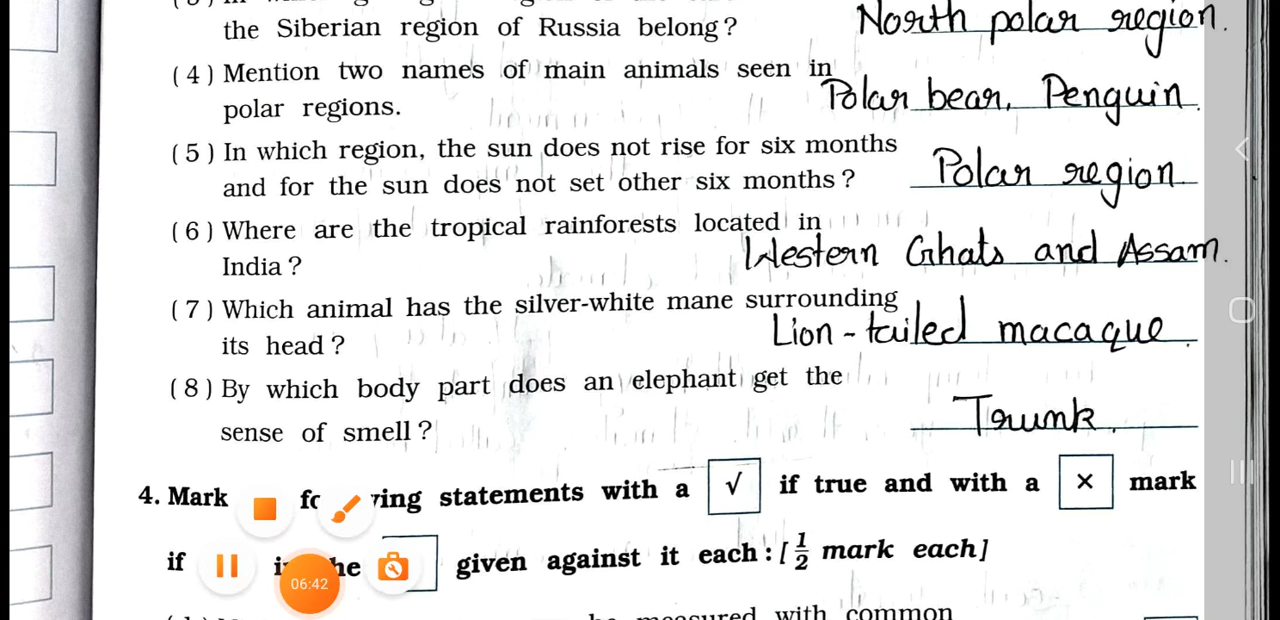 the Siberian region of Russia belong? North polar region.
(4) Mention two names of main animals seen in
polar regions. Polar bear, Penguin.
(5) In which region, the sun does not rise for six months
and for the sun does not set other six months? Polar region
(6) Where are the tropical rainforests located in
India? Western Ghats and Assam.
(7) Which animal has the silver-white mane surrounding
its head? Lion-tailed macaque.
(8) By which body part does an elephant get the
sense of smell? Trunk.
4. Mark ring statements with a √ if true and with a × mark
if given against it each : [½ mark each]
06:42
measured with common